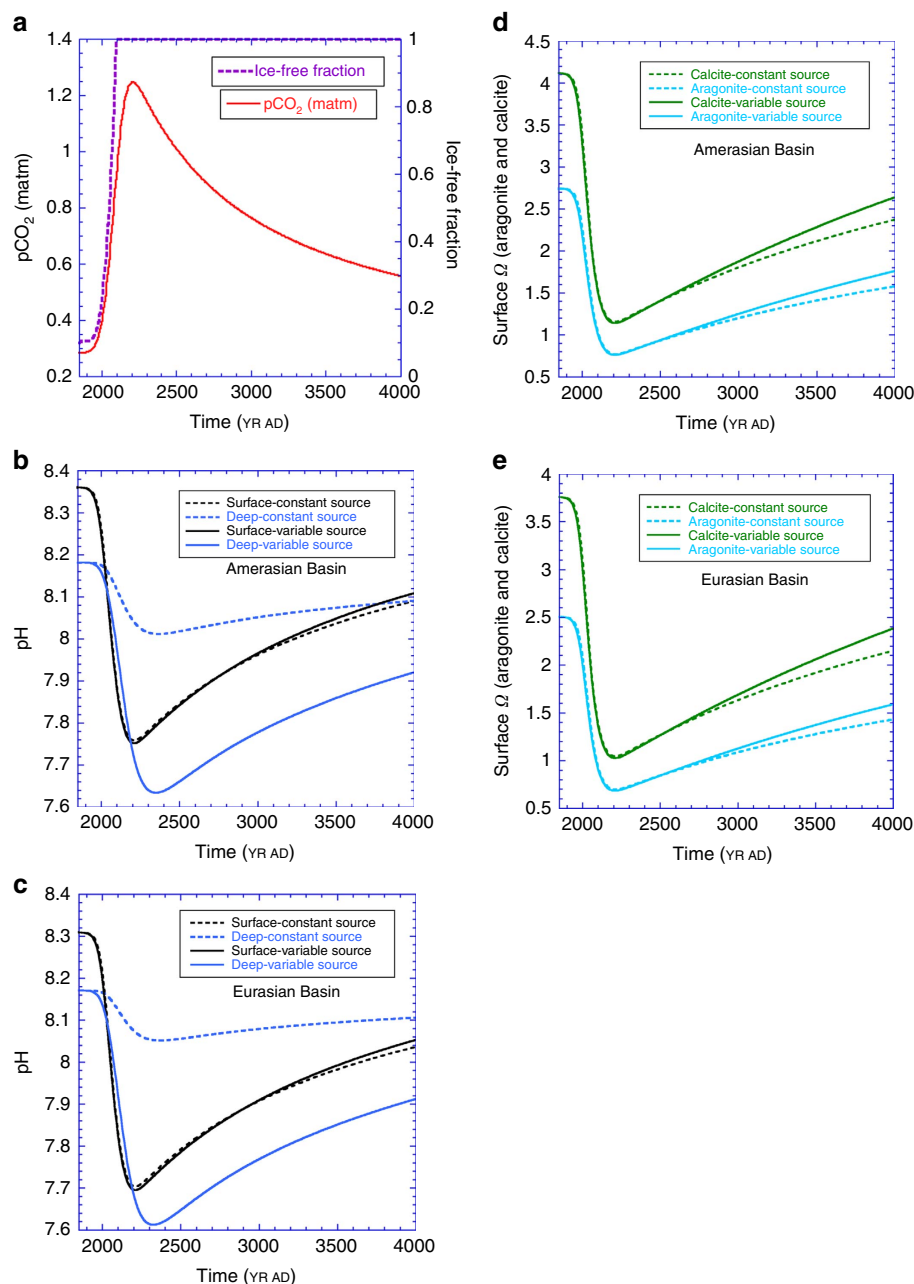 a
1.4
1.2
1
0.8
0.6
0.4
0.2
pCO2 (matm)
Ice-free fraction
pCO2 (matm)
1
0.8
0.6
0.4
0.2
0
Ice-free fraction
2000 2500 3000 3500 4000
Time (YR AD)
b
8.4
8.3
8.2
8.1
8
7.9
7.8
7.7
7.6
pH
Surface-constant source
Deep-constant source
Surface-variable source
Deep-variable source
Amerasian Basin
2000 2500 3000 3500 4000
Time (YR AD)
c
8.4
8.3
8.2
8.1
8
7.9
7.8
7.7
7.6
pH
Surface-constant source
Deep-constant source
Surface-variable source
Deep-variable source
Eurasian Basin
2000 2500 3000 3500 4000
Time (YR AD)
d
4.5
4
3.5
3
2.5
2
1.5
1
0.5
Surface Ω (aragonite and calcite)
Calcite-constant source
Aragonite-constant source
Calcite-variable source
Aragonite-variable source
Amerasian Basin
2000 2500 3000 3500 4000
Time (YR AD)
e
4
3.5
3
2.5
2
1.5
1
0.5
Surface Ω (aragonite and calcite)
Calcite-constant source
Aragonite-constant source
Calcite-variable source
Aragonite-variable source
Eurasian Basin
2000 2500 3000 3500 4000
Time (YR AD)